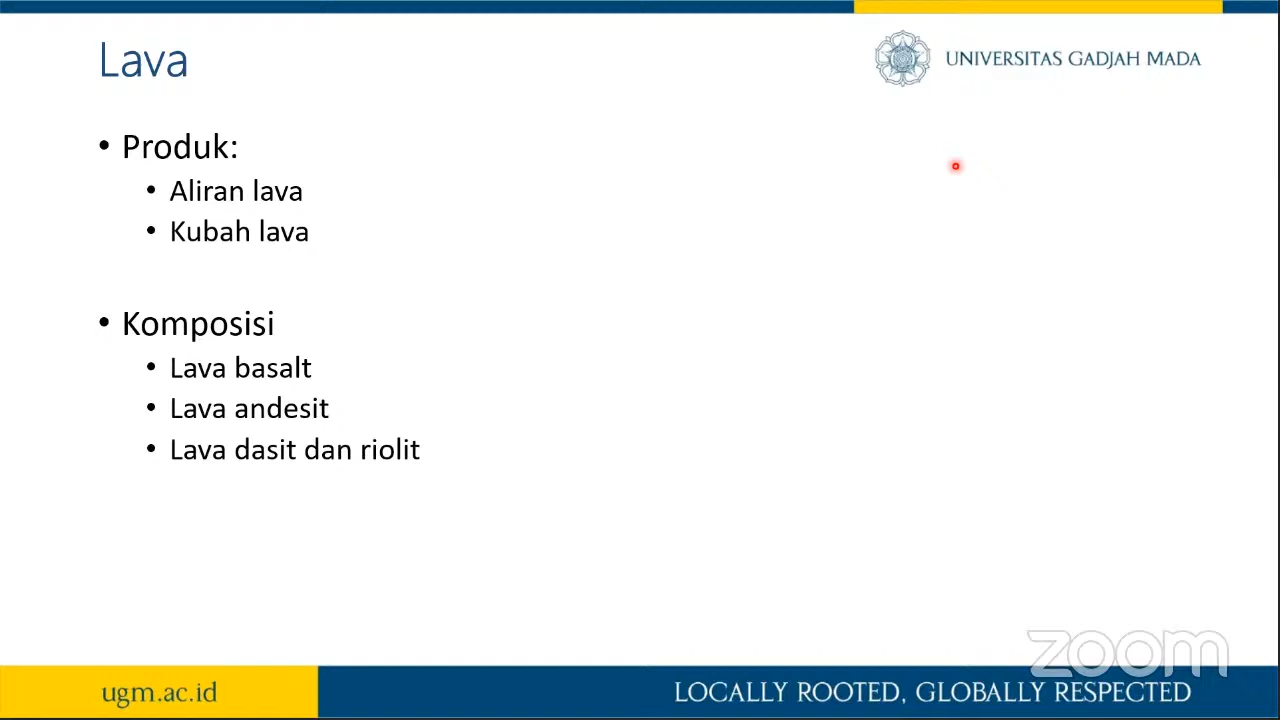 Lava
UNIVERSITAS GADJAH MADA
• Produk:
• Aliran lava
• Kubah lava
• Komposisi
• Lava basalt
• Lava andesit
• Lava dasit dan riolit
zoom
ugm.ac.id
LOCALLY ROOTED, GLOBALLY RESPECTED